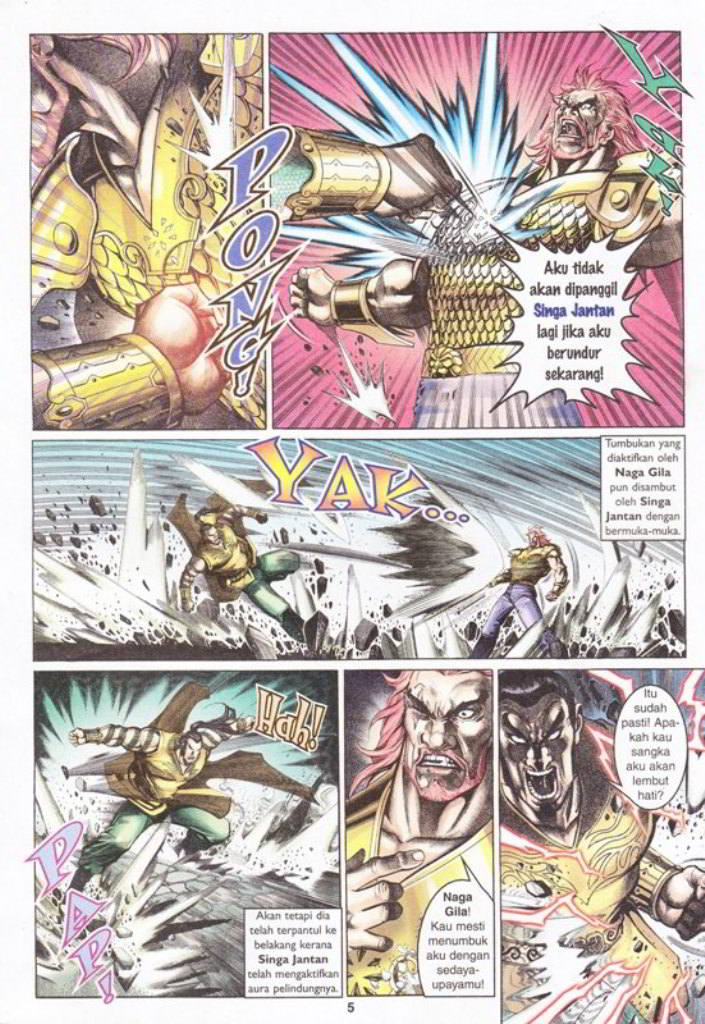 PONG!
YAK!
Aku tidak
akan dipanggil
Singa Jantan
lagi jika aku
berundur
sekarang!
YAK...
Tumbukan yang
diaktifkan oleh
Naga Gila
pun disambut
oleh Singa
Jantan dengan
bermuka-muka.
Hah!
PAP!
Akan tetapi dia
telah terpantul ke
belakang kerana
Singa Jantan
telah mengaktifkan
aura pelindungnya.
Naga
Gila!
Kau mesti
menumbuk
aku dengan
sedaya-
upayamu!
Itu
sudah
pasti! Apa-
kah kau
sangka
aku akan
lembut
hati?
5